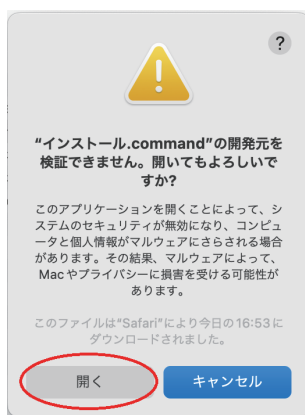 ?
“インストール.command”の開発元を
検証できません。開いてもよろしいで
すか?
このアプリケーションを開くことによって、シ
ステムのセキュリティが無効になり、コンピュ
ータと個人情報がマルウェアにさらされる場合
があります。その結果、マルウェアによって、
Macやプライバシーに損害を受ける可能性が
あります。
このファイルは“Safari”により今日の16:53に
ダウンロードされました。
開く
キャンセル